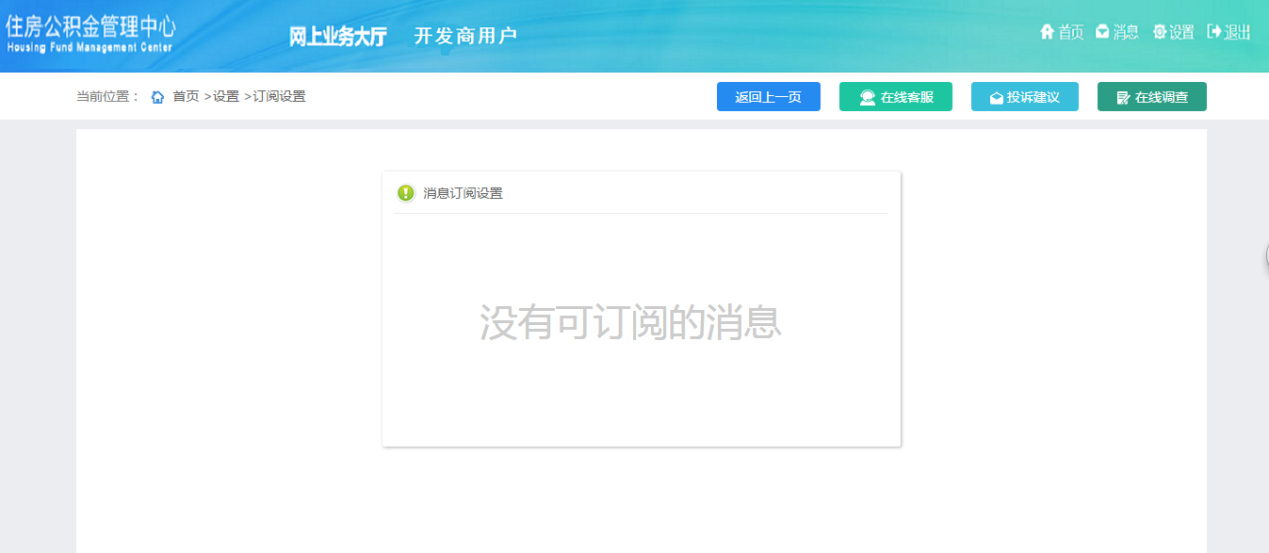 住房公积金管理中心
Housing Fund Management Center
网上业务大厅 开发商用户
首页 消息 设置 退出
当前位置： 首页 >设置 >订阅设置
返回上一页 在线客服 投诉建议 在线调查
消息订阅设置
没有可订阅的消息